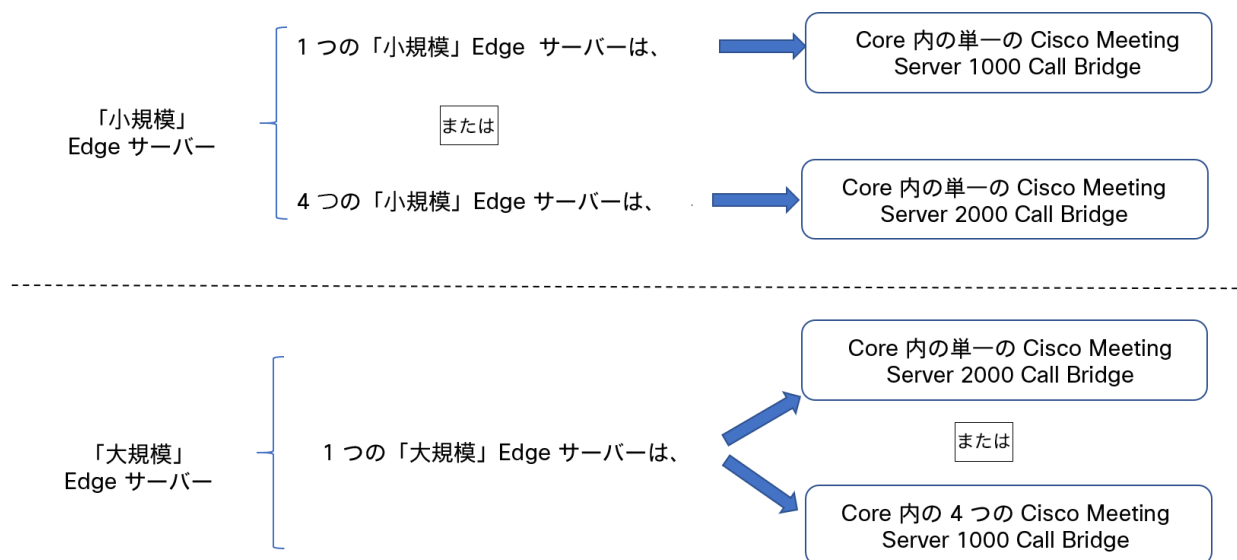 1 つの「小規模」Edge サーバーは、
Core 内の単一の Cisco Meeting
Server 1000 Call Bridge
「小規模」
Edge サーバー
または
4 つの「小規模」Edge サーバーは、
Core 内の単一の Cisco Meeting
Server 2000 Call Bridge
Core 内の単一の Cisco Meeting
Server 2000 Call Bridge
「大規模」
Edge サーバー
1 つの「大規模」Edge サーバーは、
または
Core 内の 4 つの Cisco Meeting
Server 1000 Call Bridge